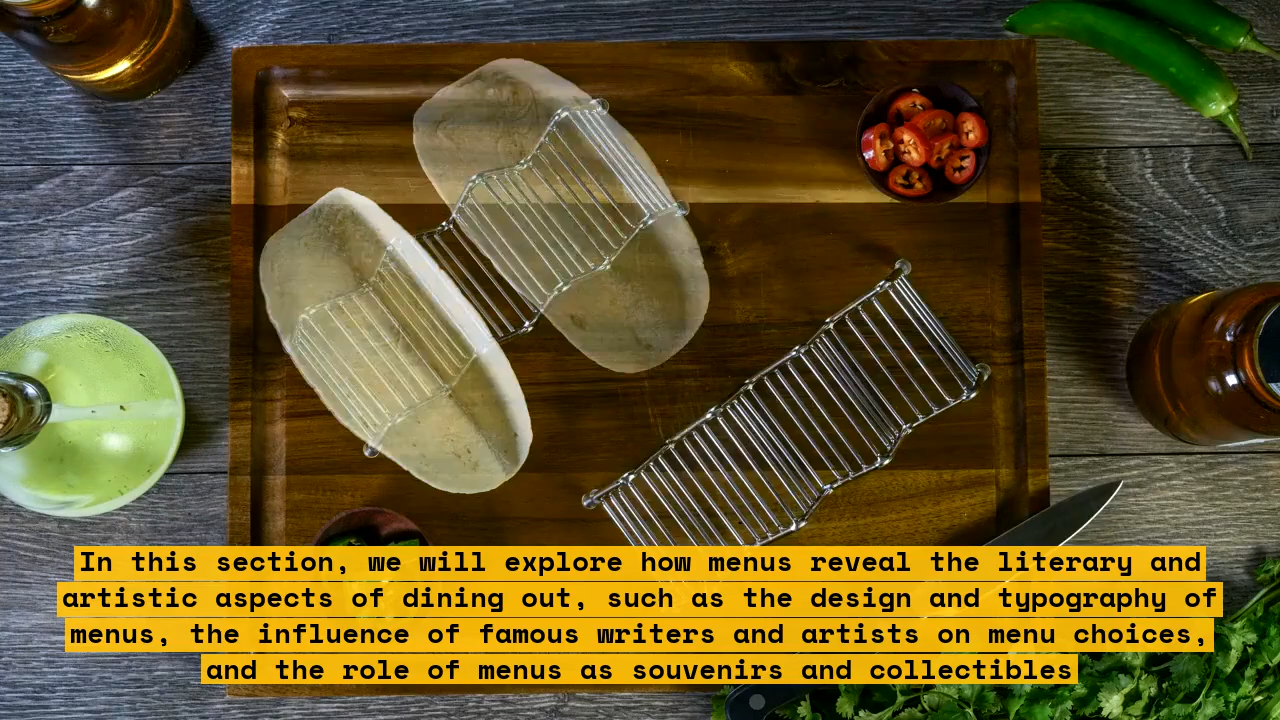 In this section, we will explore how menus reveal the literary and
artistic aspects of dining out, such as the design and typography of
menus, the influence of famous writers and artists on menu choices,
and the role of menus as souvenirs and collectibles